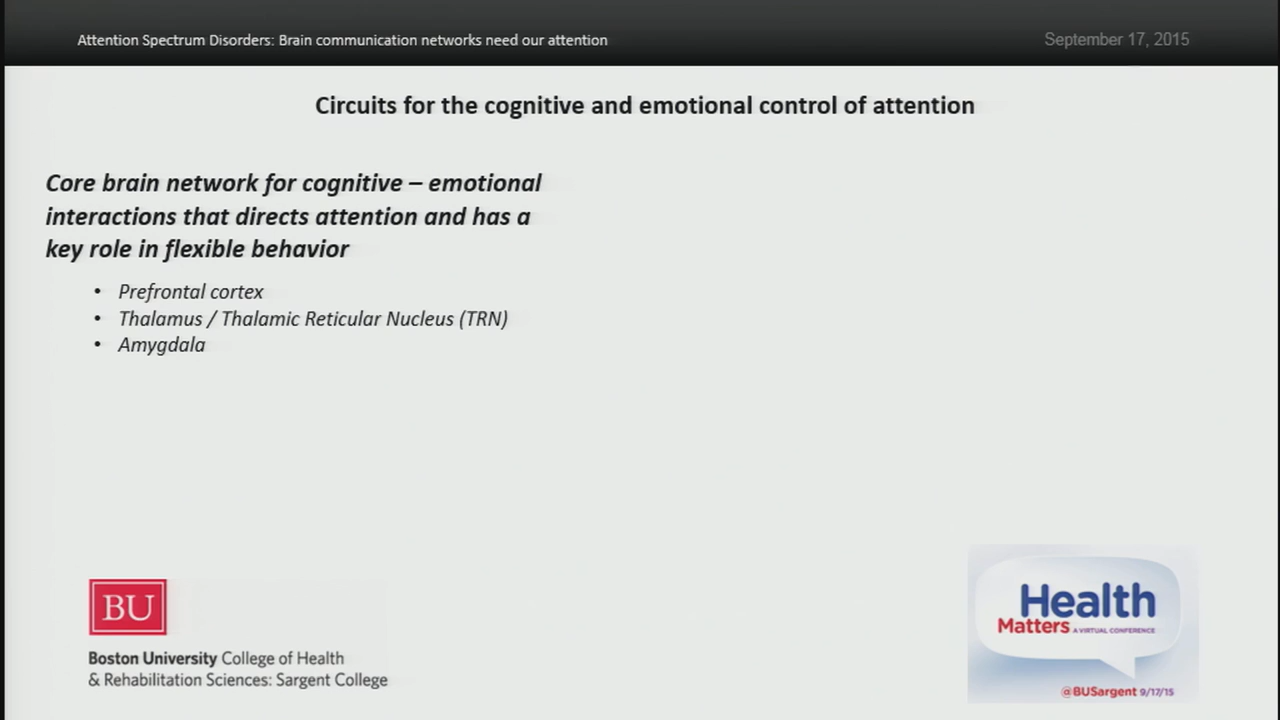 Attention Spectrum Disorders: Brain communication networks need our attention
September 17, 2015
Circuits for the cognitive and emotional control of attention
Core brain network for cognitive – emotional
interactions that directs attention and has a
key role in flexible behavior
• Prefrontal cortex
• Thalamus / Thalamic Reticular Nucleus (TRN)
• Amygdala
BU
Boston University College of Health
& Rehabilitation Sciences: Sargent College
Health
Matters A VIRTUAL CONFERENCE
@BUSargent 9/17/15